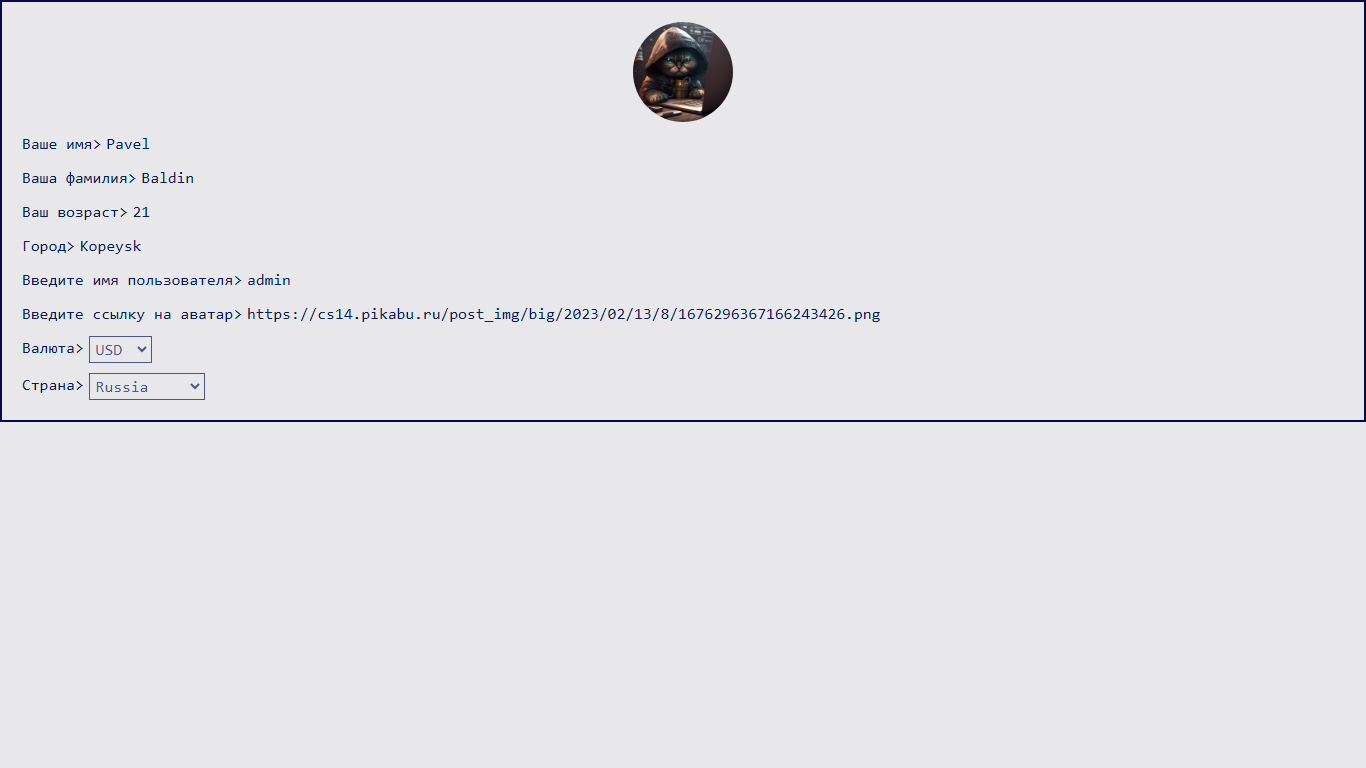 Ваше имя> Pavel
Ваша фамилия> Baldin
Ваш возраст> 21
Город> Kopeysk
Введите имя пользователя> admin
Введите ссылку на аватар> https://cs14.pikabu.ru/post_img/big/2023/02/13/8/1676296367166243426.png
Валюта> USD
Страна> Russia